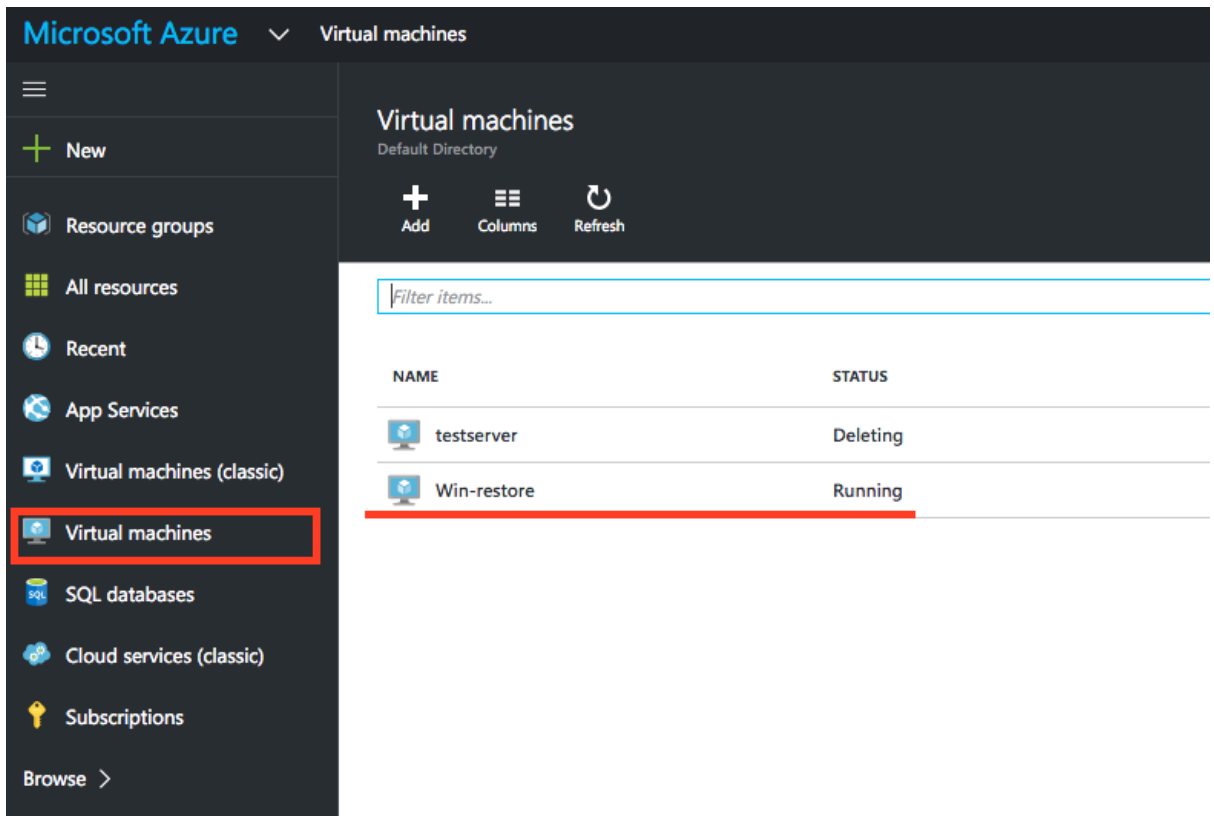 Microsoft Azure Virtual machines
New
Resource groups
All resources
Recent
App Services
Virtual machines (classic)
Virtual machines
SQL databases
Cloud services (classic)
Subscriptions
Browse
Virtual machines
Default Directory
Add Columns Refresh
Filter items...
NAME STATUS
testserver Deleting
Win-restore Running